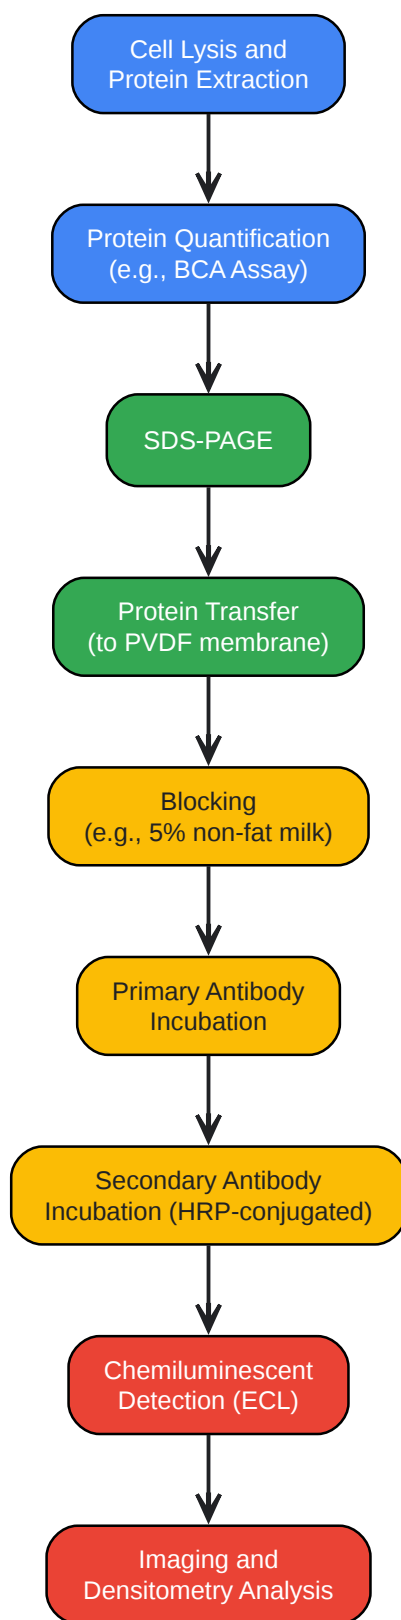 Cell Lysis and
Protein Extraction
Protein Quantification
(e.g., BCA Assay)
SDS-PAGE
Protein Transfer
(to PVDF membrane)
Blocking
(e.g., 5% non-fat milk)
Primary Antibody
Incubation
Secondary Antibody
Incubation (HRP-conjugated)
Chemiluminescent
Detection (ECL)
Imaging and
Densitometry Analysis